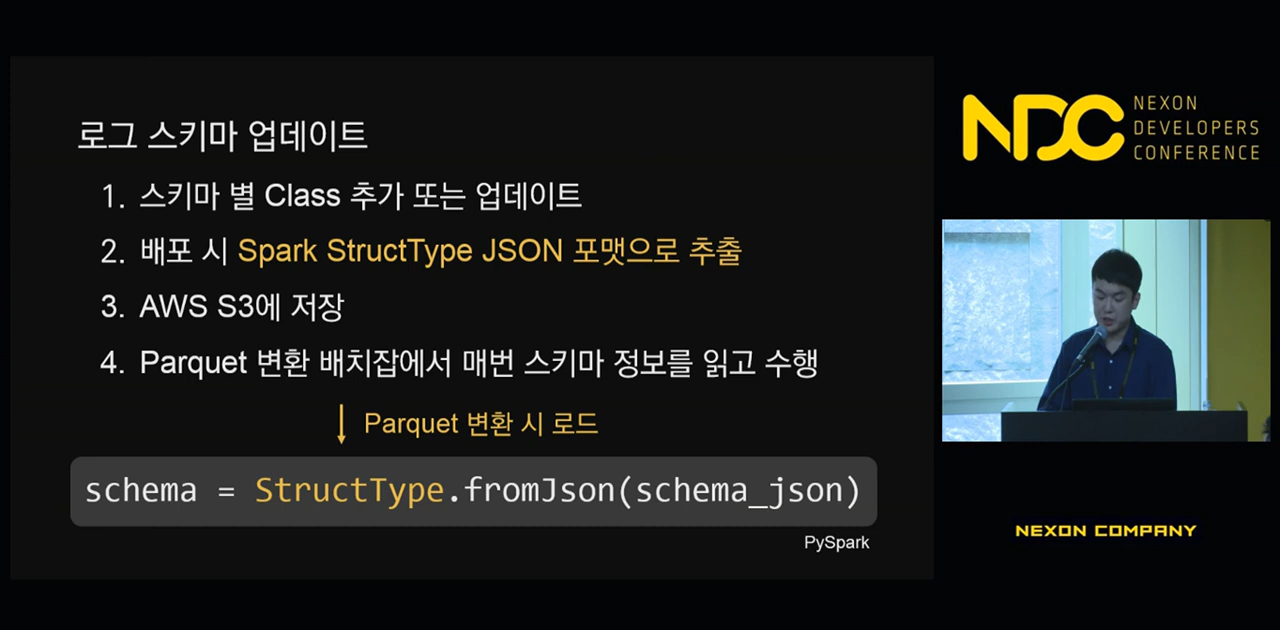 로그 스키마 업데이트
1. 스키마 별 Class 추가 또는 업데이트
2. 배포 시 Spark StructType JSON 포맷으로 추출
3. AWS S3에 저장
4. Parquet 변환 배치잡에서 매번 스키마 정보를 읽고 수행
Parquet 변환 시 로드
schema = StructType.fromJson(schema_json)
PySpark
NDC
NEXON
DEVELOPERS
CONFERENCE
NEXON COMPANY